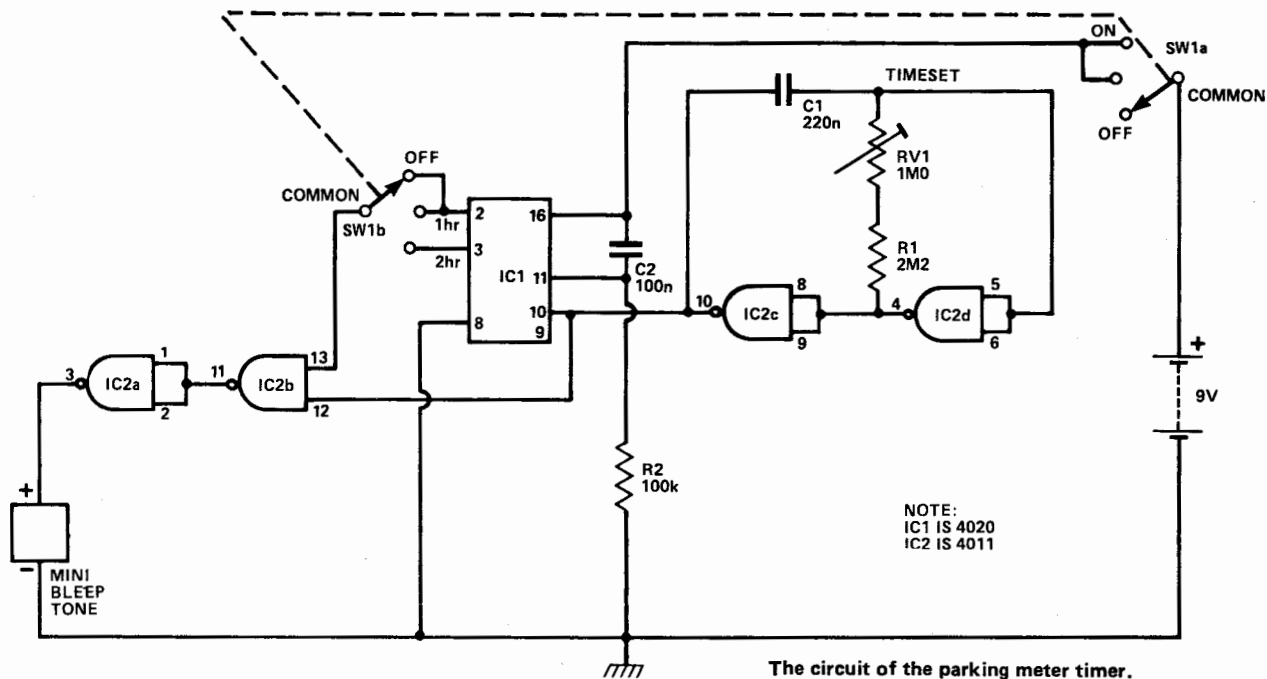 ON
SW1a
COMMON
OFF
TIMESET
C1
220n
RV1
1M0
R1
2M2
OFF
COMMON
SW1b
1hr
2hr
2
3
8
IC1
16
11
10
9
C2
100n
10
IC2c
8
9
4
IC2d
5
6
+
9V
3
IC2a
1
2
11
IC2b
13
12
R2
100k
+
−
MINI
BLEEP
TONE
NOTE:
IC1 IS 4020
IC2 IS 4011
The circuit of the parking meter timer.